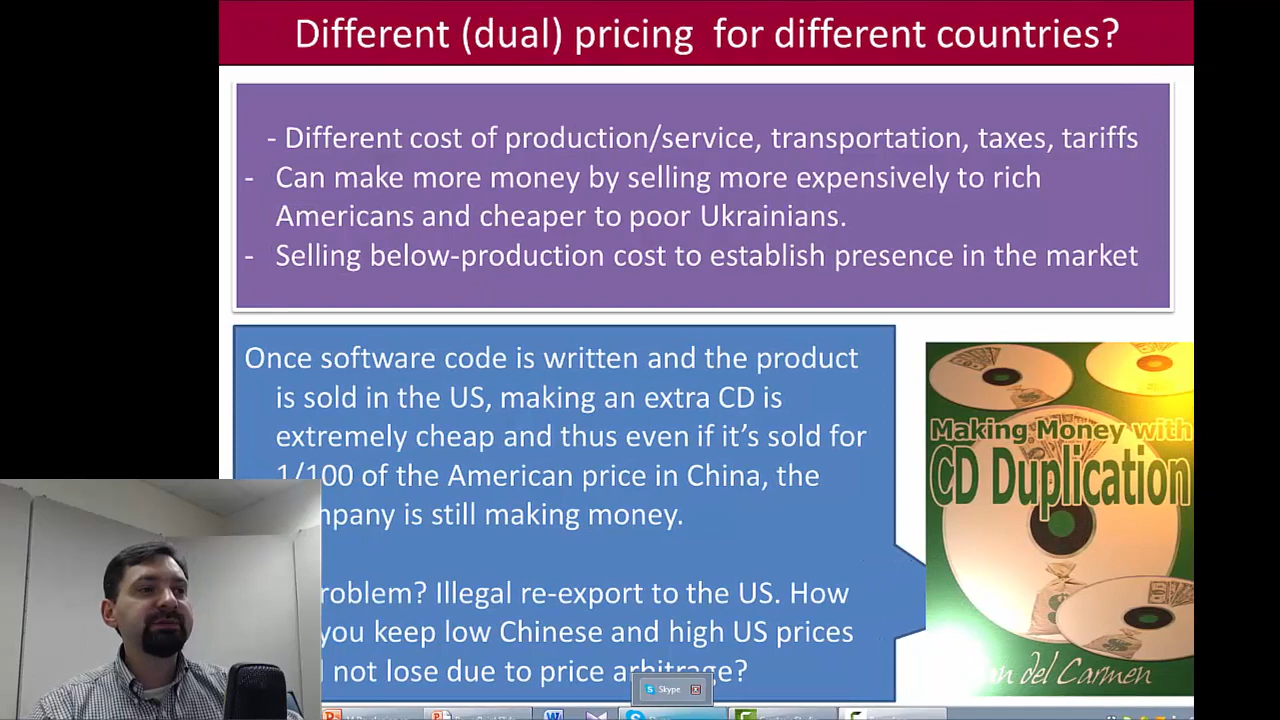 Different (dual) pricing for different countries?
- Different cost of production/service, transportation, taxes, tariffs
- Can make more money by selling more expensively to rich
Americans and cheaper to poor Ukrainians.
- Selling below-production cost to establish presence in the market
Once software code is written and the product
is sold in the US, making an extra CD is
extremely cheap and thus even if it's sold for
1/100 of the American price in China, the
mpany is still making money.
roblem? Illegal re-export to the US. How
you keep low Chinese and high US prices
not lose due to price arbitrage?
Making Money with
CD Duplication
del Carmen
Skype